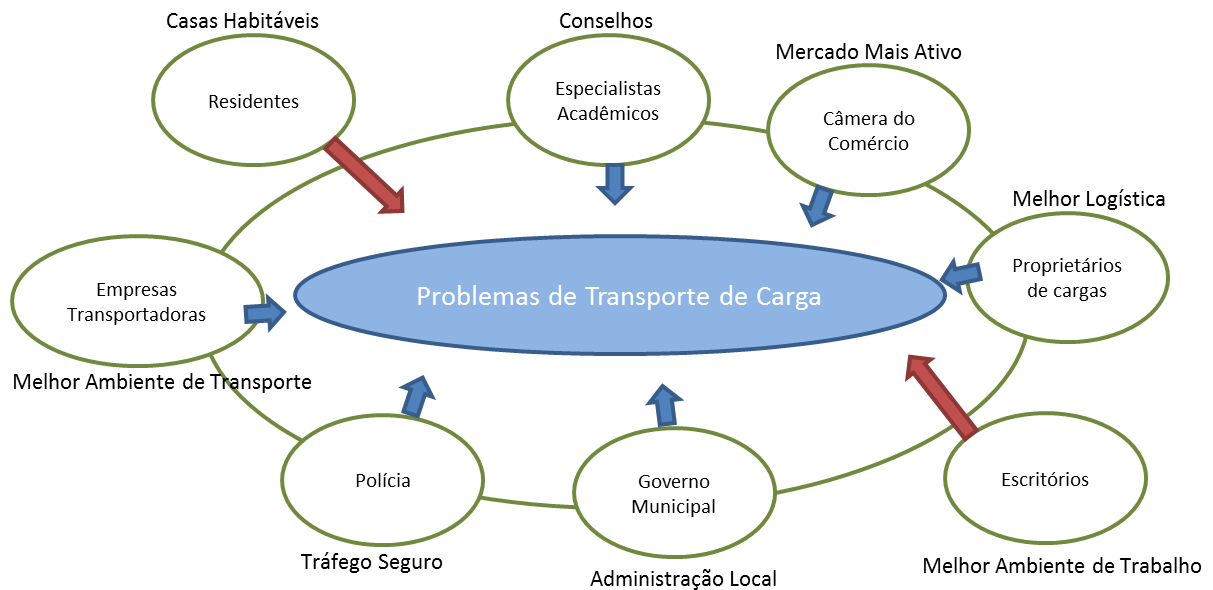 Casas Habitáveis
Residentes
Conselhos
Especialistas
Acadêmicos
Mercado Mais Ativo
Câmera do
Comércio
Melhor Logística
Proprietários
de cargas
Empresas
Transportadoras
Melhor Ambiente de Transporte
Problemas de Transporte de Carga
Polícia
Tráfego Seguro
Governo
Municipal
Administração Local
Escritórios
Melhor Ambiente de Trabalho